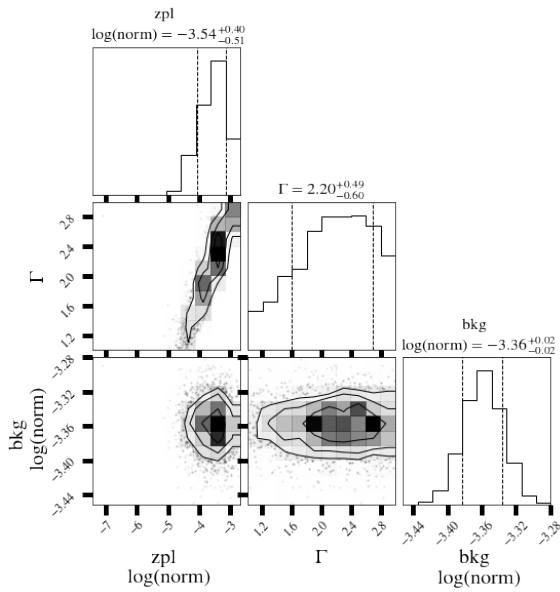 zpl
log(norm) = −3.54+0.40−0.51
Γ = 2.20+0.49−0.60
bkg
log(norm) = −3.36+0.02−0.02
Γ
2.8
2.4
2.0
1.6
1.2
bkg
log(norm)
−3.28
−3.32
−3.36
−3.40
−3.44
−7
−6
−5
−4
−3
zpl
log(norm)
1.2
1.6
2.0
2.4
2.8
Γ
−3.44
−3.40
−3.36
−3.32
−3.28
bkg
log(norm)